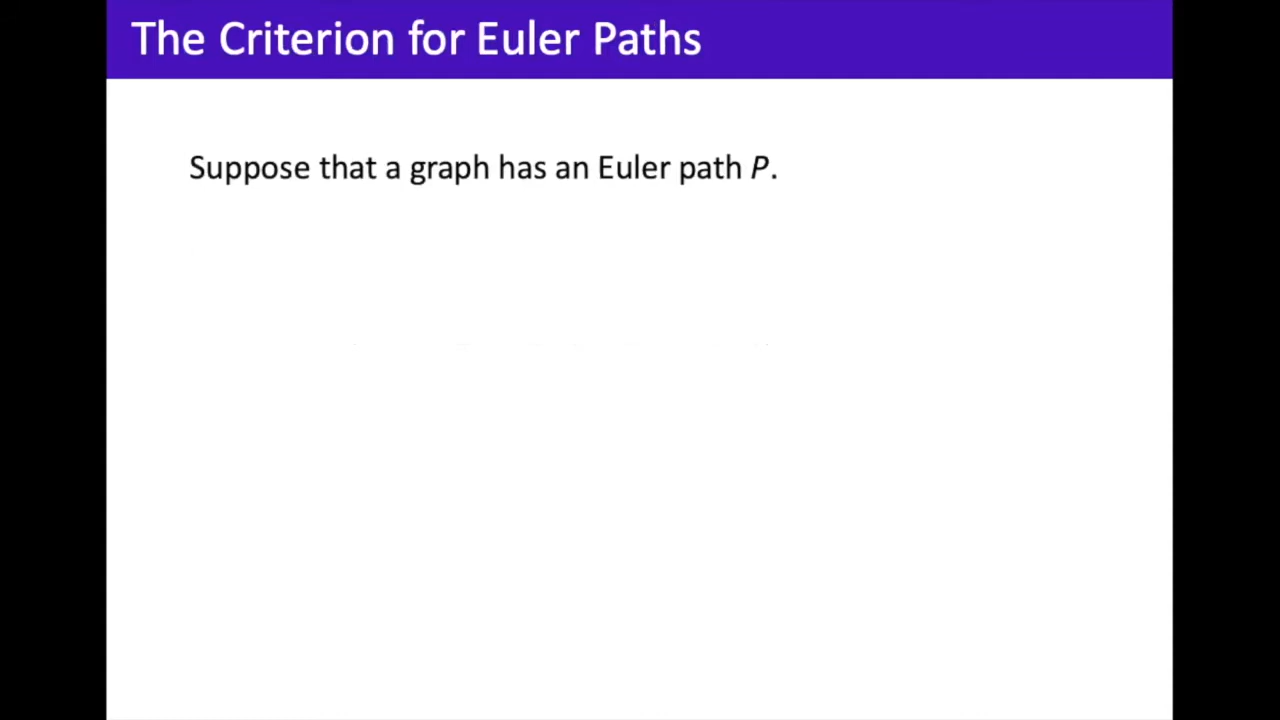 The Criterion for Euler Paths
Suppose that a graph has an Euler path P.